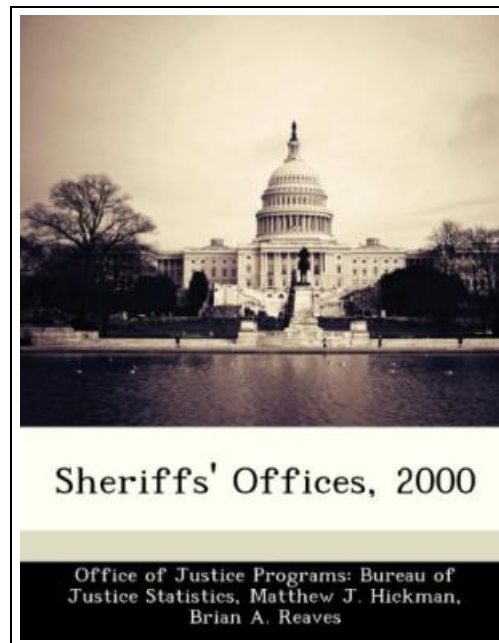 Sheriffs' Offices, 2000
Office of Justice Programs: Bureau of
Justice Statistics, Matthew J. Hickman,
Brian A. Reaves